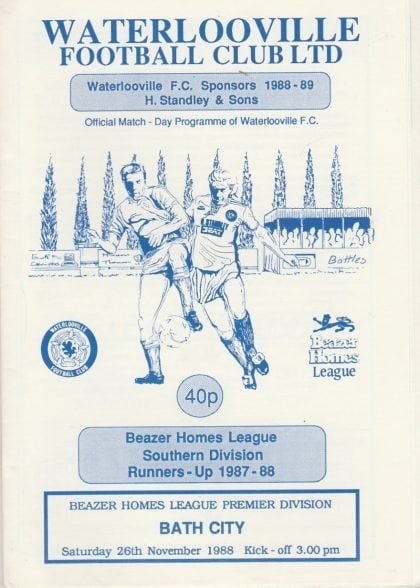 WATERLOOVILLE
FOOTBALL CLUB LTD
Waterlooville F.C. Sponsors 1988-89
H. Standley & Sons
Official Match - Day Programme of Waterlooville F.C.
Bottles
WATERLOOVILLE
FOOTBALL CLUB
Beazer
Homes
League
40p
Beazer Homes League
Southern Division
Runners-Up 1987-88
BEAZER HOMES LEAGUE PREMIER DIVISION
BATH CITY
Saturday 26th November 1988 Kick - off 3.00 pm